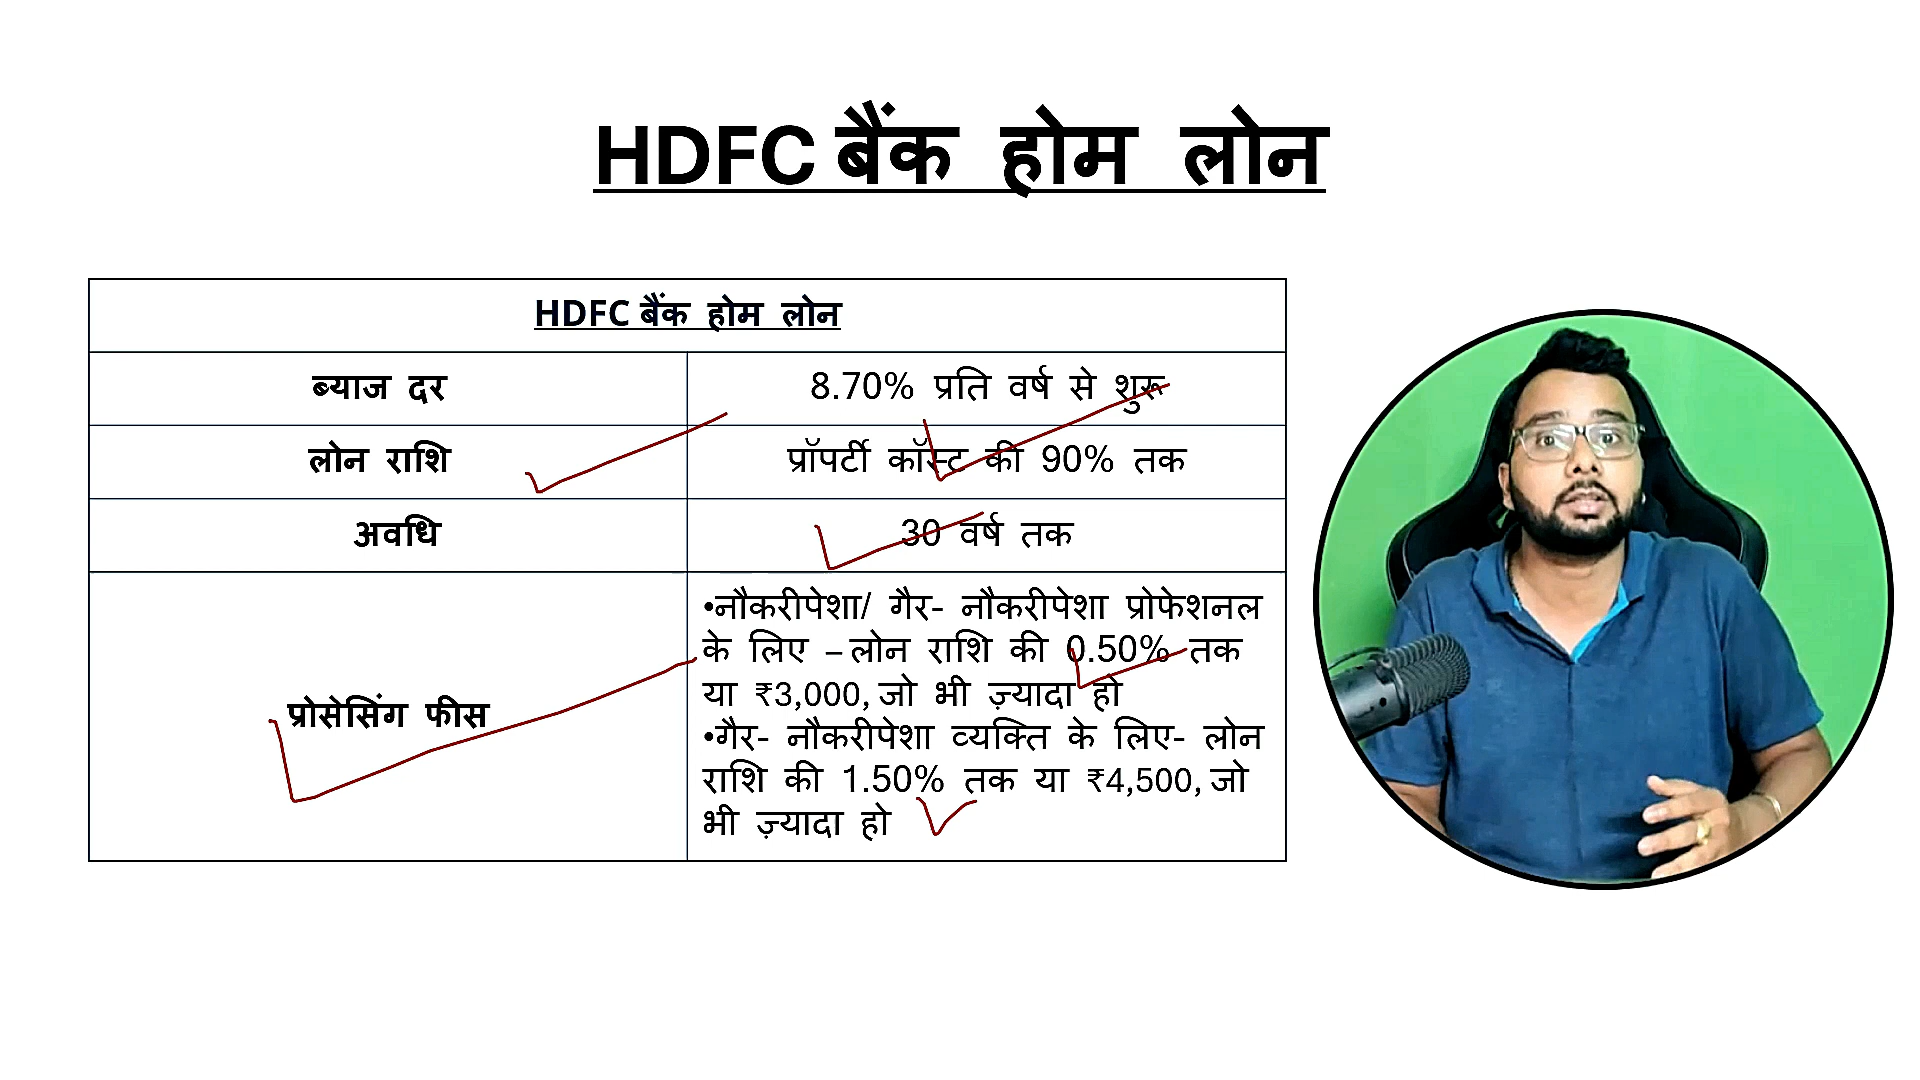 HDFC बैंक होम लोन
HDFC बैंक होम लोन
ब्याज दर
8.70% प्रति वर्ष से शुरू
लोन राशि
प्रॉपर्टी कॉस्ट की 90% तक
अवधि
30 वर्ष तक
प्रोसेसिंग फीस
•नौकरीपेशा/ गैर- नौकरीपेशा प्रोफेशनल
के लिए – लोन राशि की 0.50% तक
या ₹3,000, जो भी ज़्यादा हो
•गैर- नौकरीपेशा व्यक्ति के लिए- लोन
राशि की 1.50% तक या ₹4,500, जो
भी ज़्यादा हो